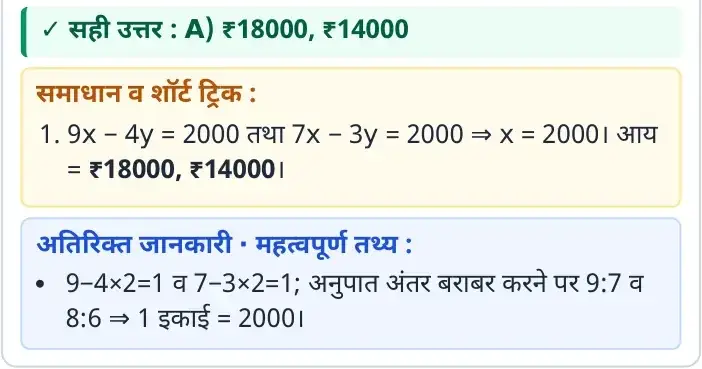 ✓ सही उत्तर : A) ₹18000, ₹14000
समाधान व शॉर्ट ट्रिक :
1. 9x − 4y = 2000 तथा 7x − 3y = 2000 ⇒ x = 2000। आय
= ₹18000, ₹14000।
अतिरिक्त जानकारी · महत्वपूर्ण तथ्य :
• 9−4×2=1 व 7−3×2=1; अनुपात अंतर बराबर करने पर 9:7 व
8:6 ⇒ 1 इकाई = 2000।